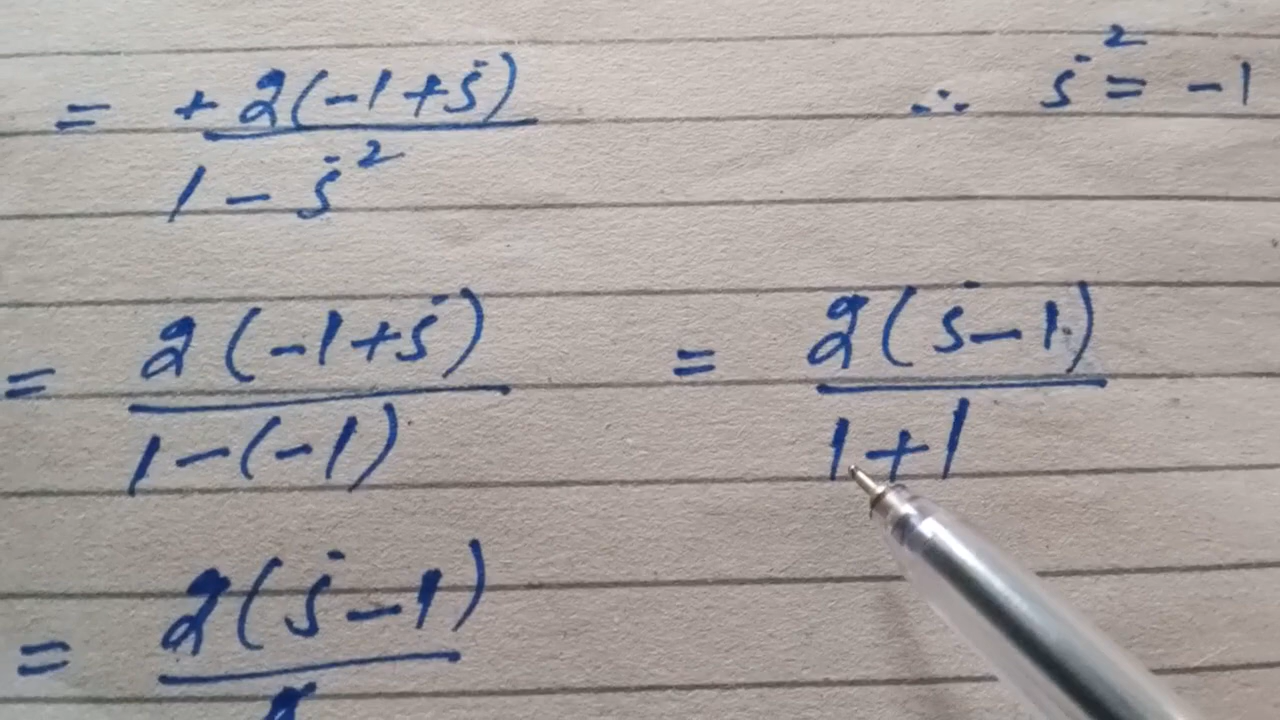 = + 2(-1+i) / 1 - i² ∴ i² = -1
= 2(-1+i) / 1-(-1) = 2(i-1) / 1+1
= 2(i-1)